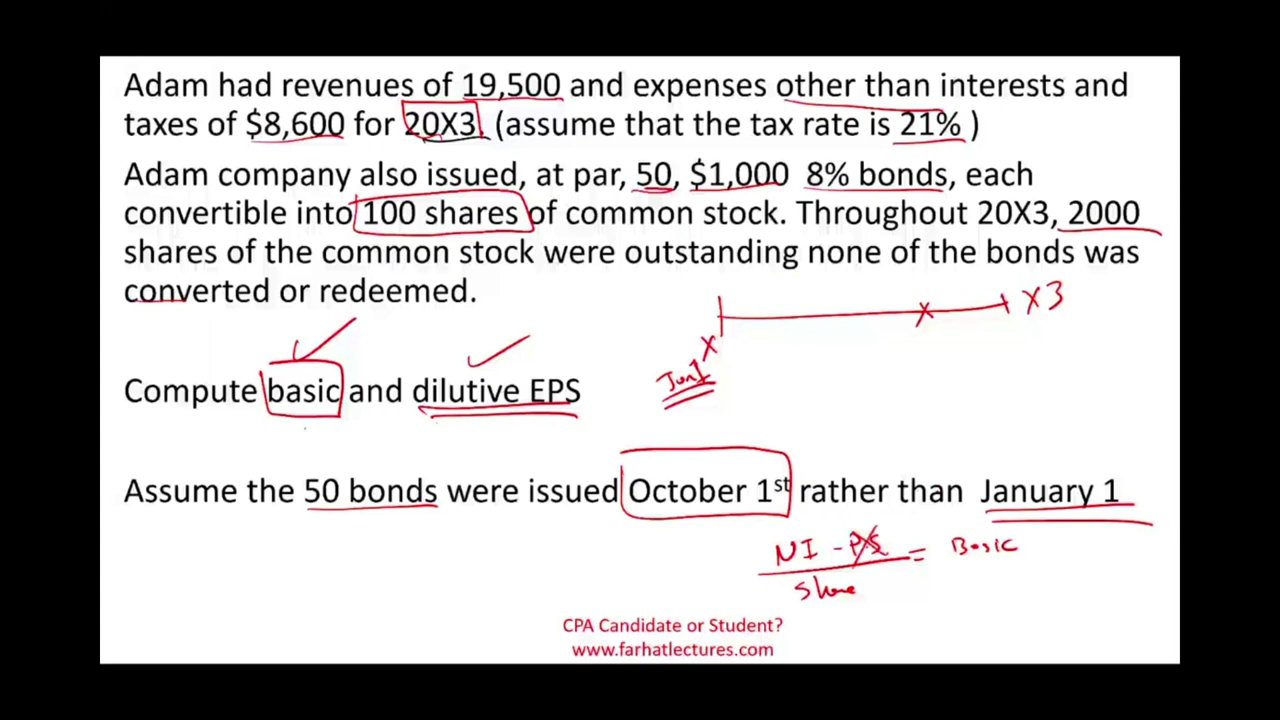 Adam had revenues of 19,500 and expenses other than interests and
taxes of $8,600 for 20X3. (assume that the tax rate is 21% )
Adam company also issued, at par, 50, $1,000 8% bonds, each
convertible into 100 shares of common stock. Throughout 20X3, 2000
shares of the common stock were outstanding none of the bonds was
converted or redeemed.
X X X3
Jan 1
Compute basic and dilutive EPS
Assume the 50 bonds were issued October 1st rather than January 1
NI - PS = Basic
Share
CPA Candidate or Student?
www.farhatlectures.com